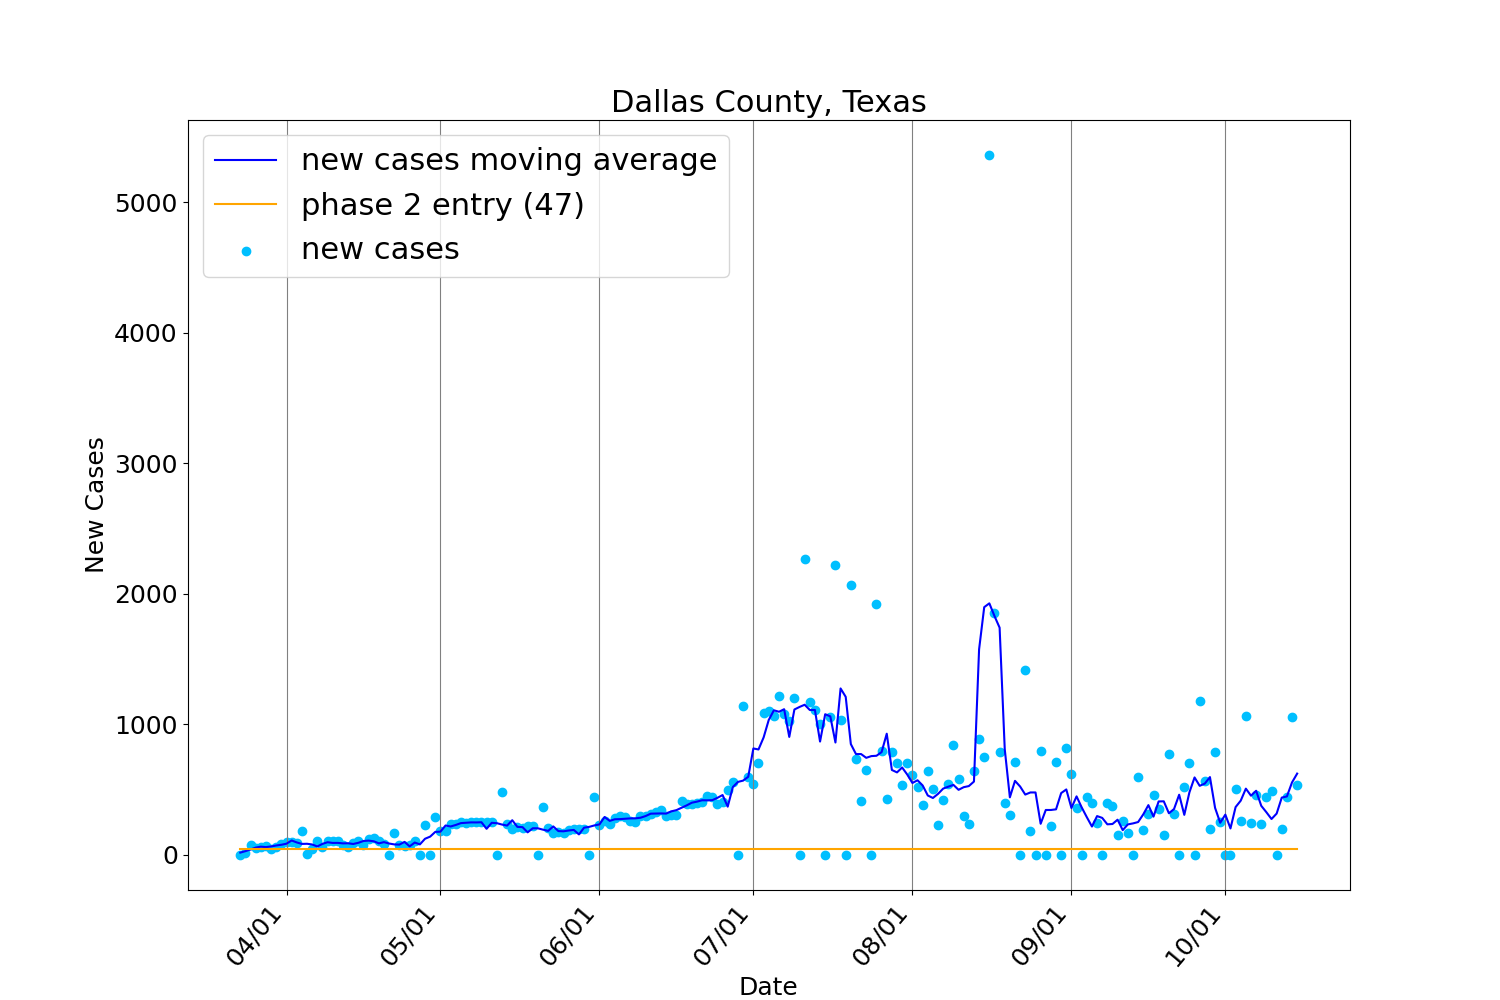 Dallas County, Texas
new cases moving average
phase 2 entry (47)
new cases
5000
4000
3000
2000
1000
0
New Cases
04/01
05/01
06/01
07/01
08/01
09/01
10/01
Date